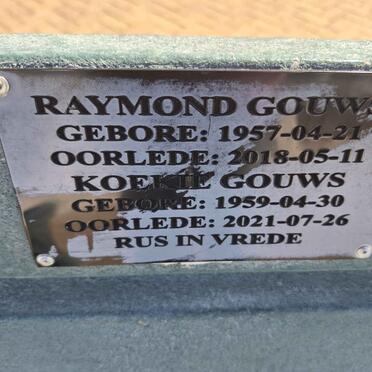 RAYMOND GOUWS
GEBORE: 1957-04-21
OORLEDE: 2018-05-11
KOEKIE GOUWS
GEBORE: 1959-04-30
OORLEDE: 2021-07-26
RUS IN VREDE